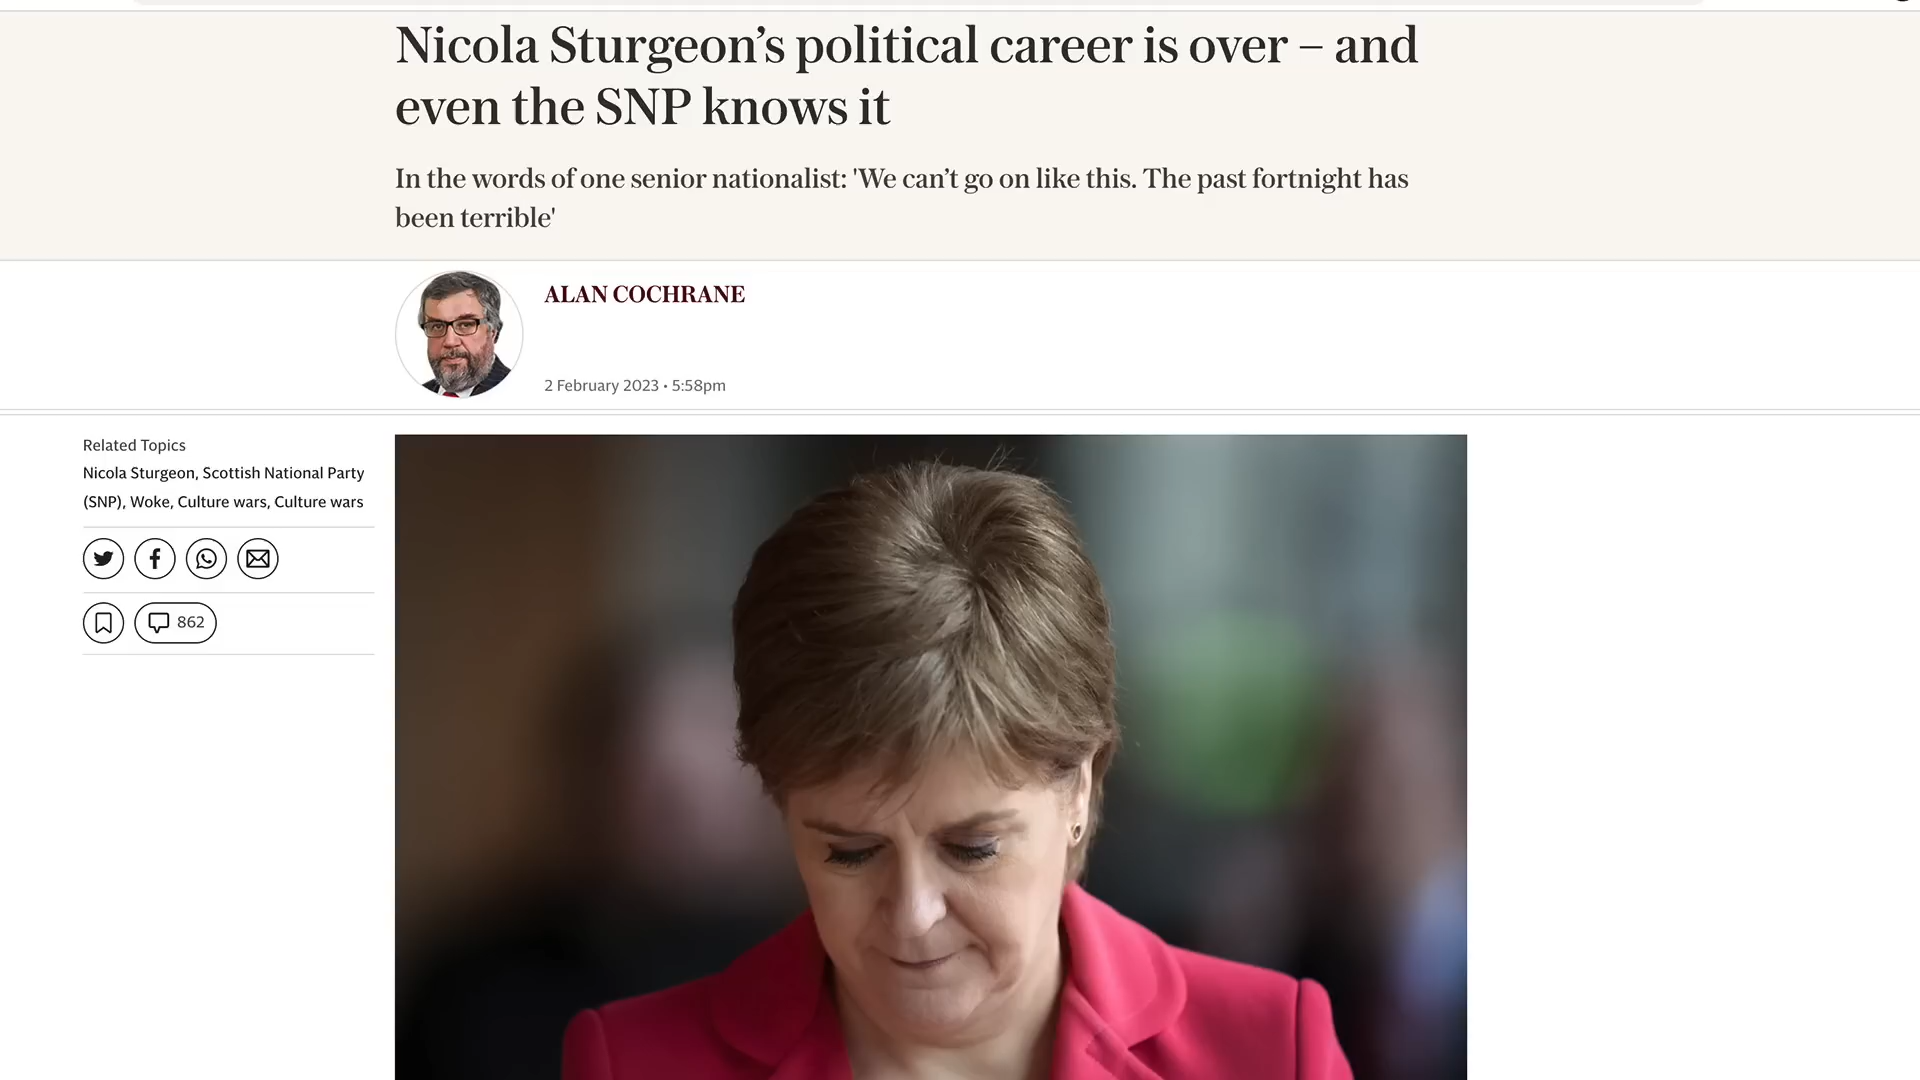 Nicola Sturgeon’s political career is over – and
even the SNP knows it
In the words of one senior nationalist: 'We can’t go on like this. The past fortnight has
been terrible'
ALAN COCHRANE
2 February 2023 • 5:58pm
Related Topics
Nicola Sturgeon, Scottish National Party
(SNP), Woke, Culture wars, Culture wars
862